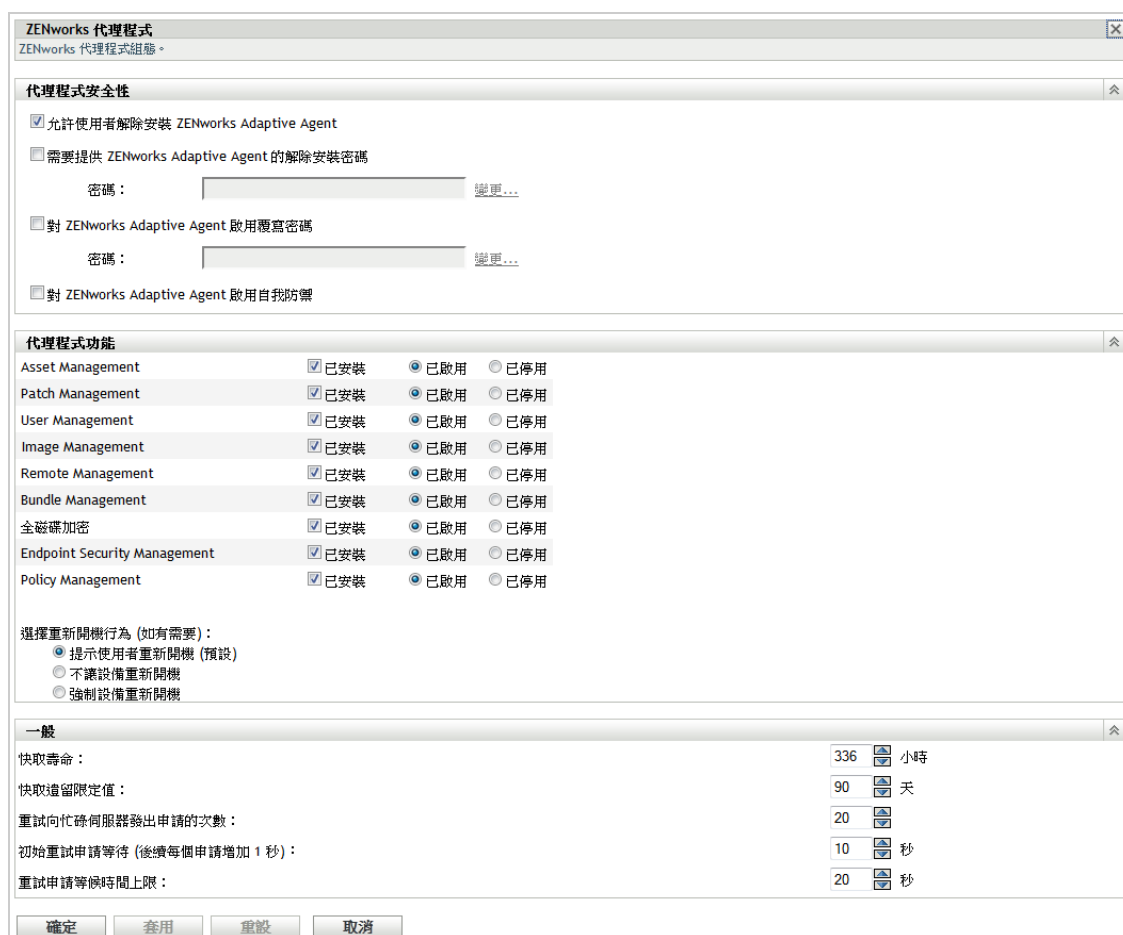 ZENworks 代理程式
ZENworks 代理程式組態。
代理程式安全性
允許使用者解除安裝 ZENworks Adaptive Agent
需要提供 ZENworks Adaptive Agent 的解除安裝密碼
密碼： 變更...
對 ZENworks Adaptive Agent 啟用覆寫密碼
密碼： 變更...
對 ZENworks Adaptive Agent 啟用自我防禦
代理程式功能
Asset Management 已安裝 已啟用 已停用
Patch Management 已安裝 已啟用 已停用
User Management 已安裝 已啟用 已停用
Image Management 已安裝 已啟用 已停用
Remote Management 已安裝 已啟用 已停用
Bundle Management 已安裝 已啟用 已停用
全磁碟加密 已安裝 已啟用 已停用
Endpoint Security Management 已安裝 已啟用 已停用
Policy Management 已安裝 已啟用 已停用
選擇重新開機行為 (如有需要)：
提示使用者重新開機 (預設)
不讓設備重新開機
強制設備重新開機
一般
快取壽命： 336 小時
快取遺留限定值： 90 天
重試向忙碌伺服器發出申請的次數： 20
初始重試申請等待 (後續每個申請增加 1 秒)： 10 秒
重試申請等候時間上限： 20 秒
確定 套用 重設 取消